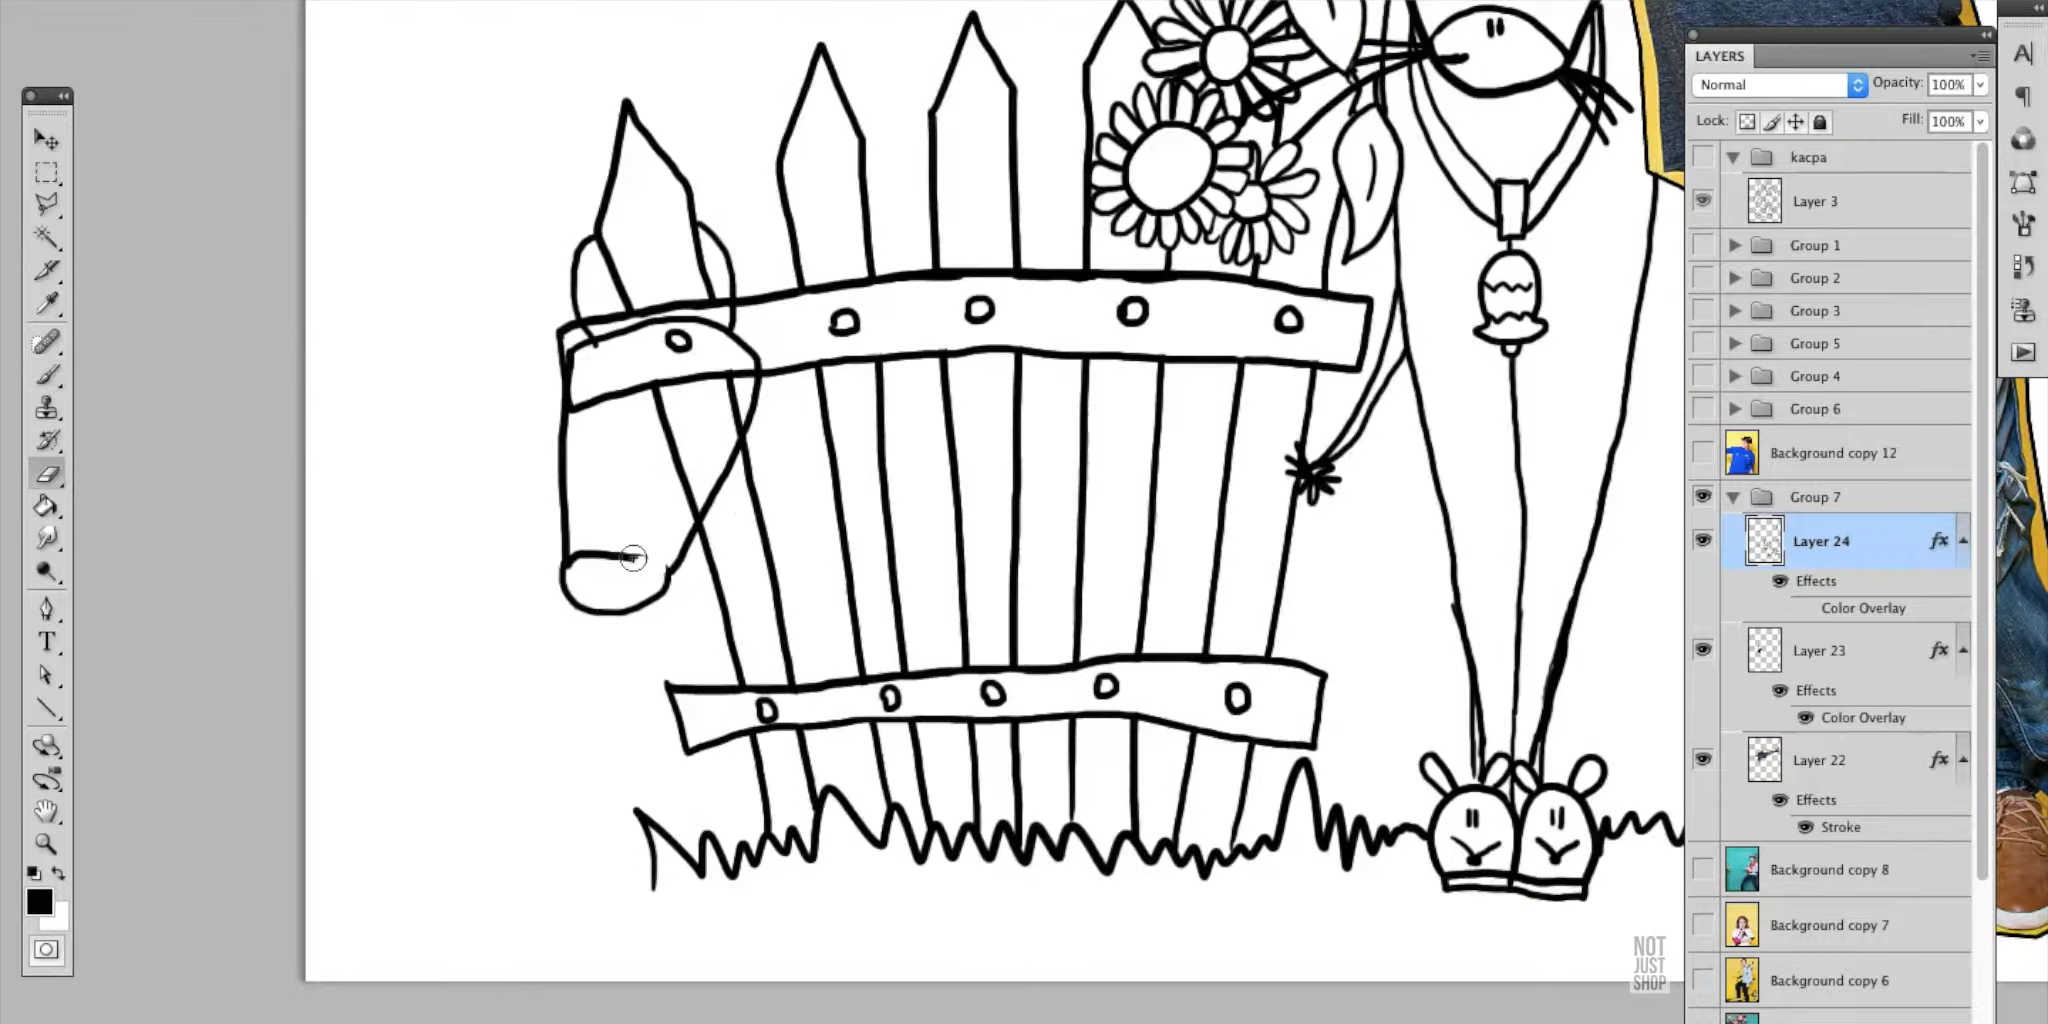 LAYERS
Normal
Opacity: 100%
Lock:
Fill: 100%
kacpa
Layer 3
Group 1
Group 2
Group 3
Group 5
Group 4
Group 6
Background copy 12
Group 7
Layer 24
fx
Effects
Color Overlay
Layer 23
fx
Effects
Color Overlay
Layer 22
fx
Effects
Stroke
Background copy 8
Background copy 7
Background copy 6
A
T
NOT
JUST
SHOP